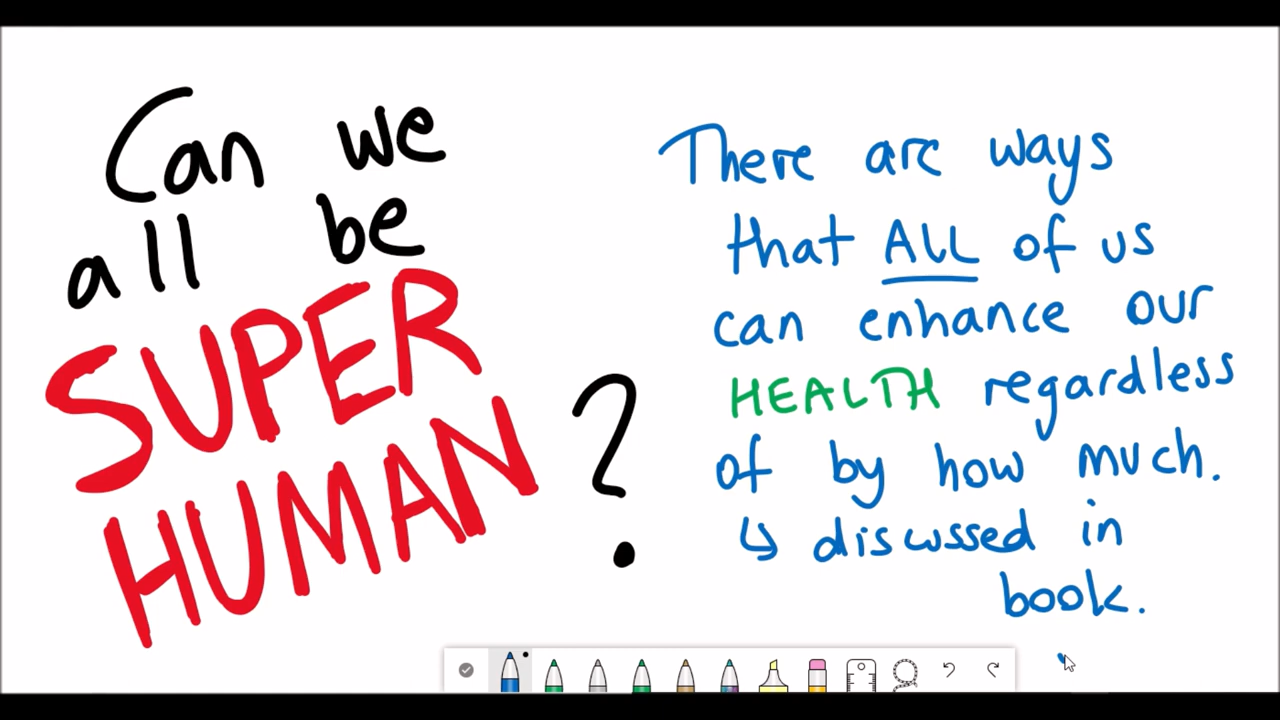 Can we
all be
SUPER
HUMAN?
There are ways
that ALL of us
can enhance our
HEALTH regardless
of by how much.
↳ discussed in
book.